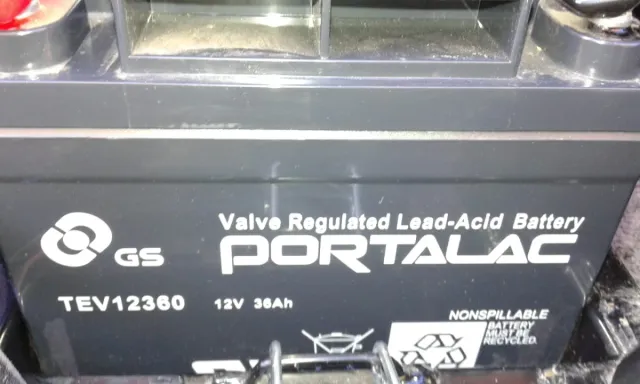 Valve Regulated Lead-Acid Battery
GS PORTALAC
TEV12360 12V 36Ah
NONSPILLABLE
BATTERY
MUST BE
RECYCLED.